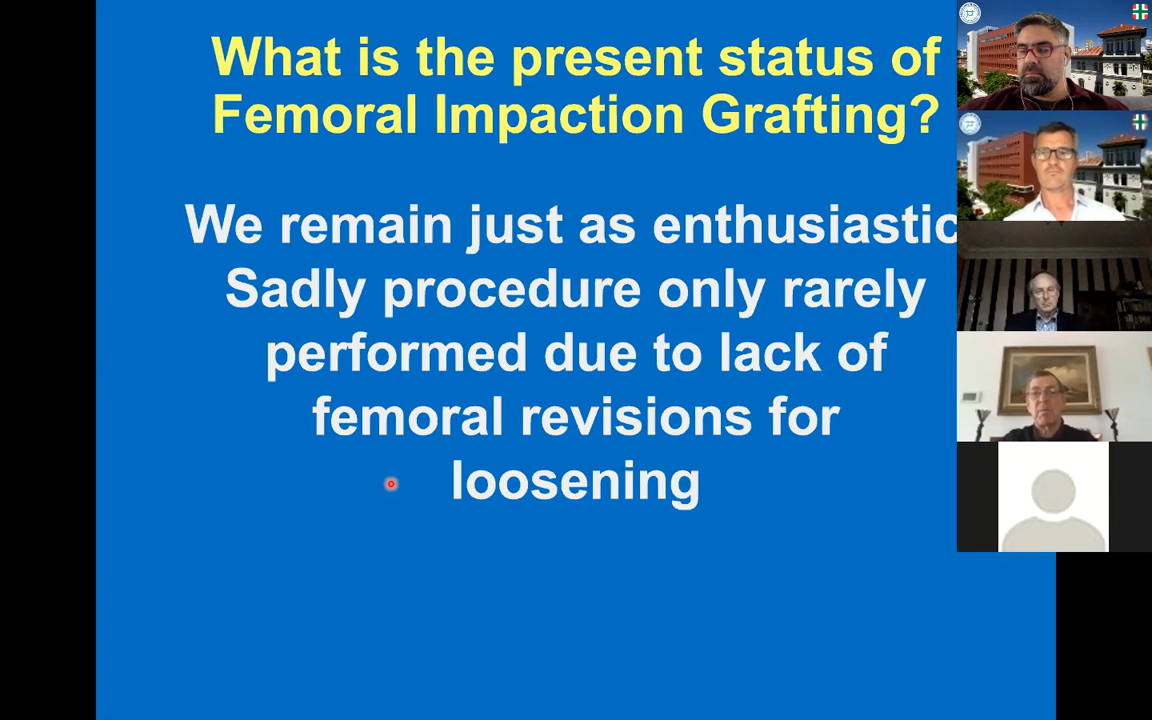 What is the present status of
Femoral Impaction Grafting?
We remain just as enthusiastic
Sadly procedure only rarely
performed due to lack of
femoral revisions for
loosening